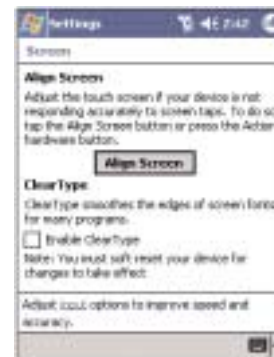 Settings 2:42
Screen
Align Screen
Adjust the touch screen if your device is not
responding accurately to screen taps. To do so
tap the Align Screen button or press the Action
hardware button.
Align Screen
ClearType
ClearType smoothes the edges of screen fonts
for many programs.
Enable ClearType
Note: You must soft reset your device for
changes to take effect
Adjust input options to improve speed and
accuracy.